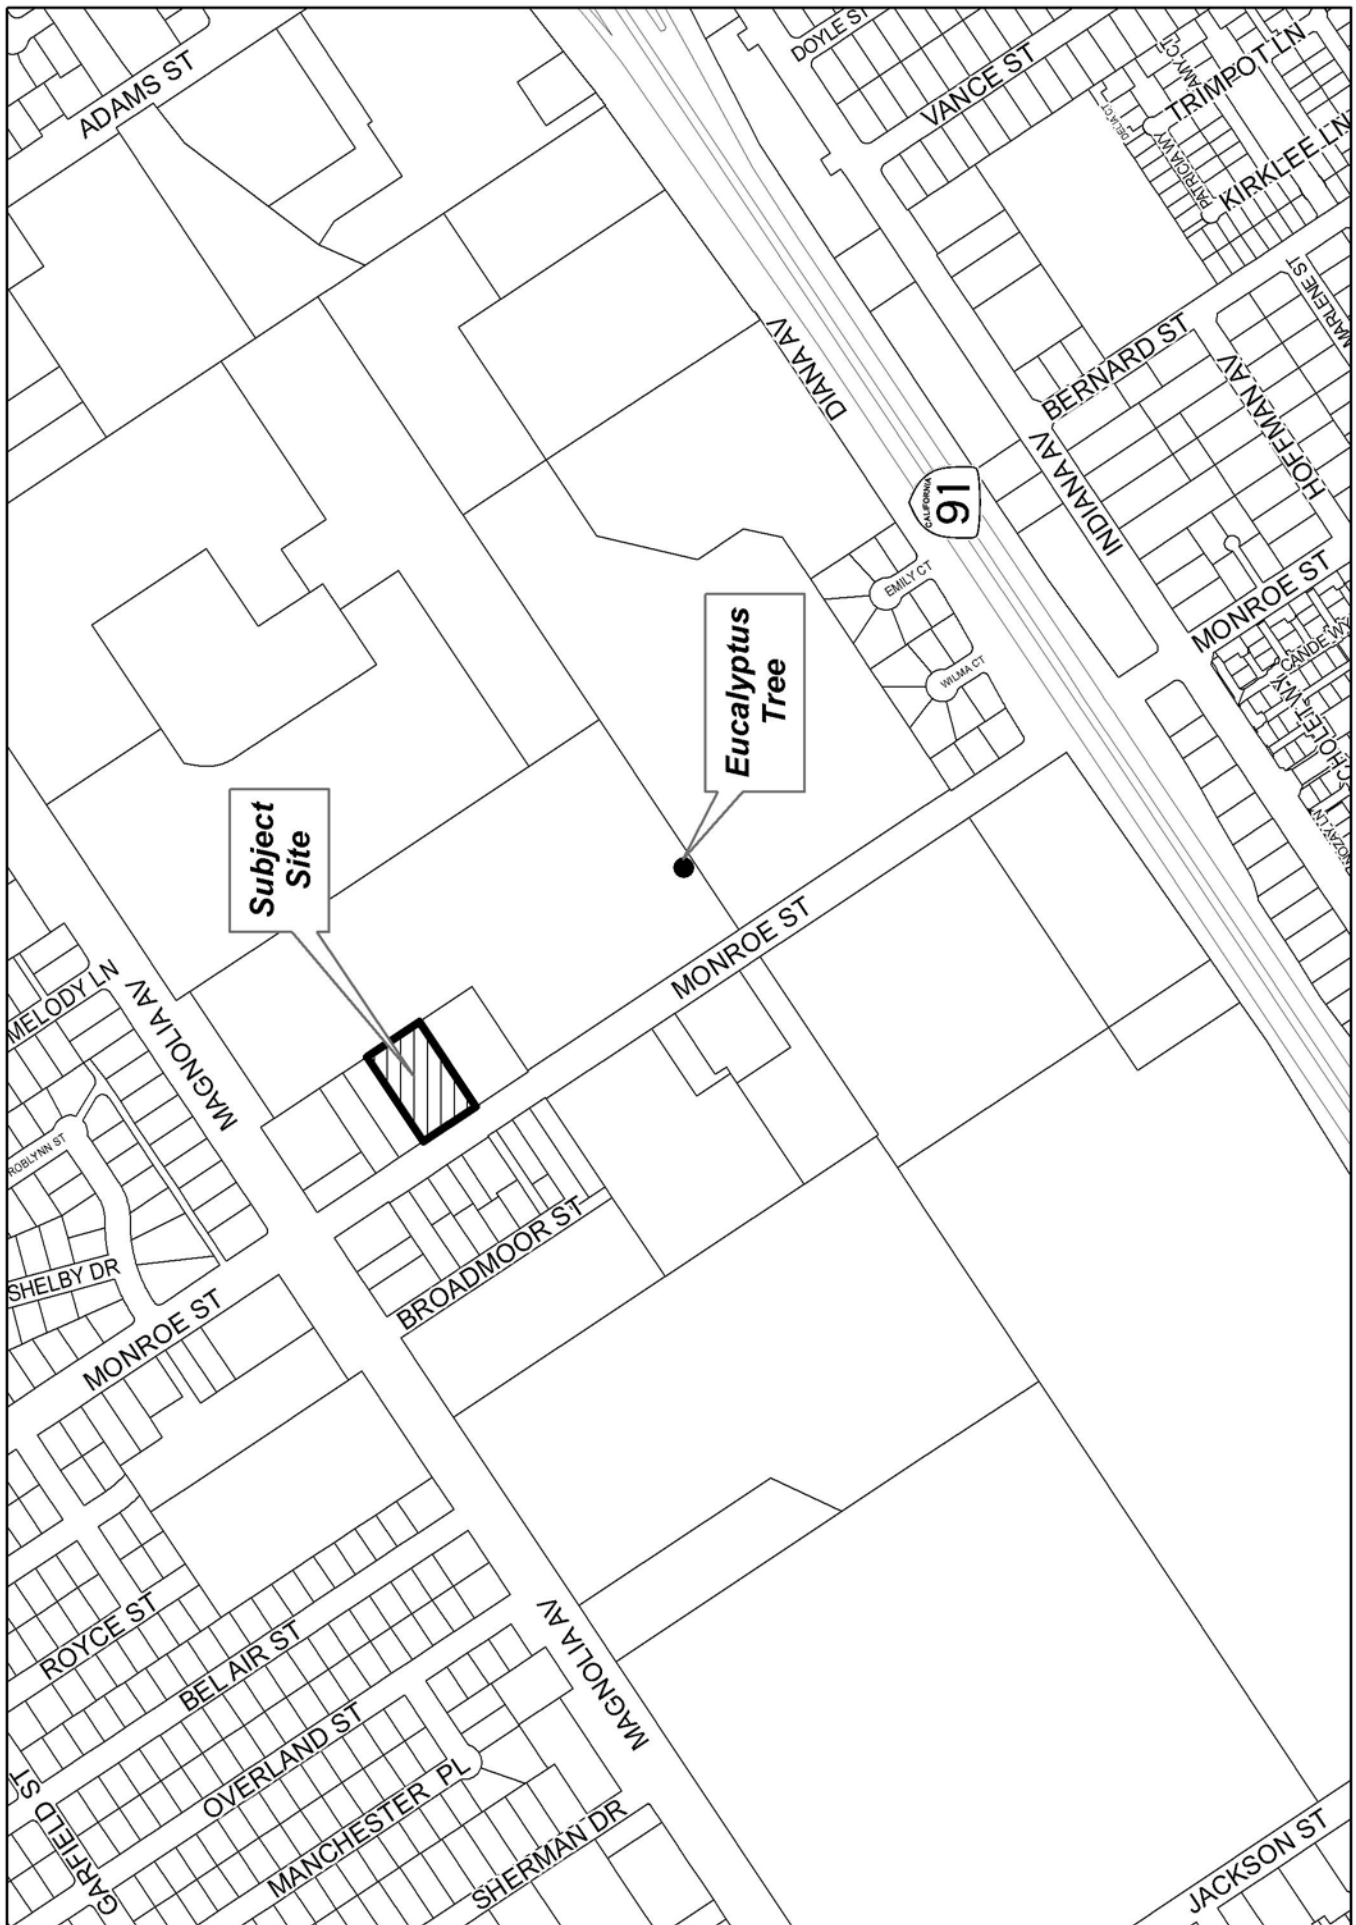 ADAMS ST
DOYLE ST
VANCE ST
AMY CT
TRIMPOT LN
DELIA CT
PATRICIA WY
KIRKLEE LN
DIANA AV
MARLENE ST
BERNARD ST
HOFFMAN AV
INDIANA AV
CALIFORNIA
91
EMILY CT
MONROE ST
CANDE WY
WILMA CT
Eucalyptus
Tree
Subject
Site
MONROE ST
MELODY LN
MAGNOLIA AV
ROBLYNN ST
SHELBY DR
MONROE ST
BROADMOOR ST
ROYCE ST
BEL AIR ST
MAGNOLIA AV
OVERLAND ST
GARFIELD ST
MANCHESTER PL
SHERMAN DR
JACKSON ST